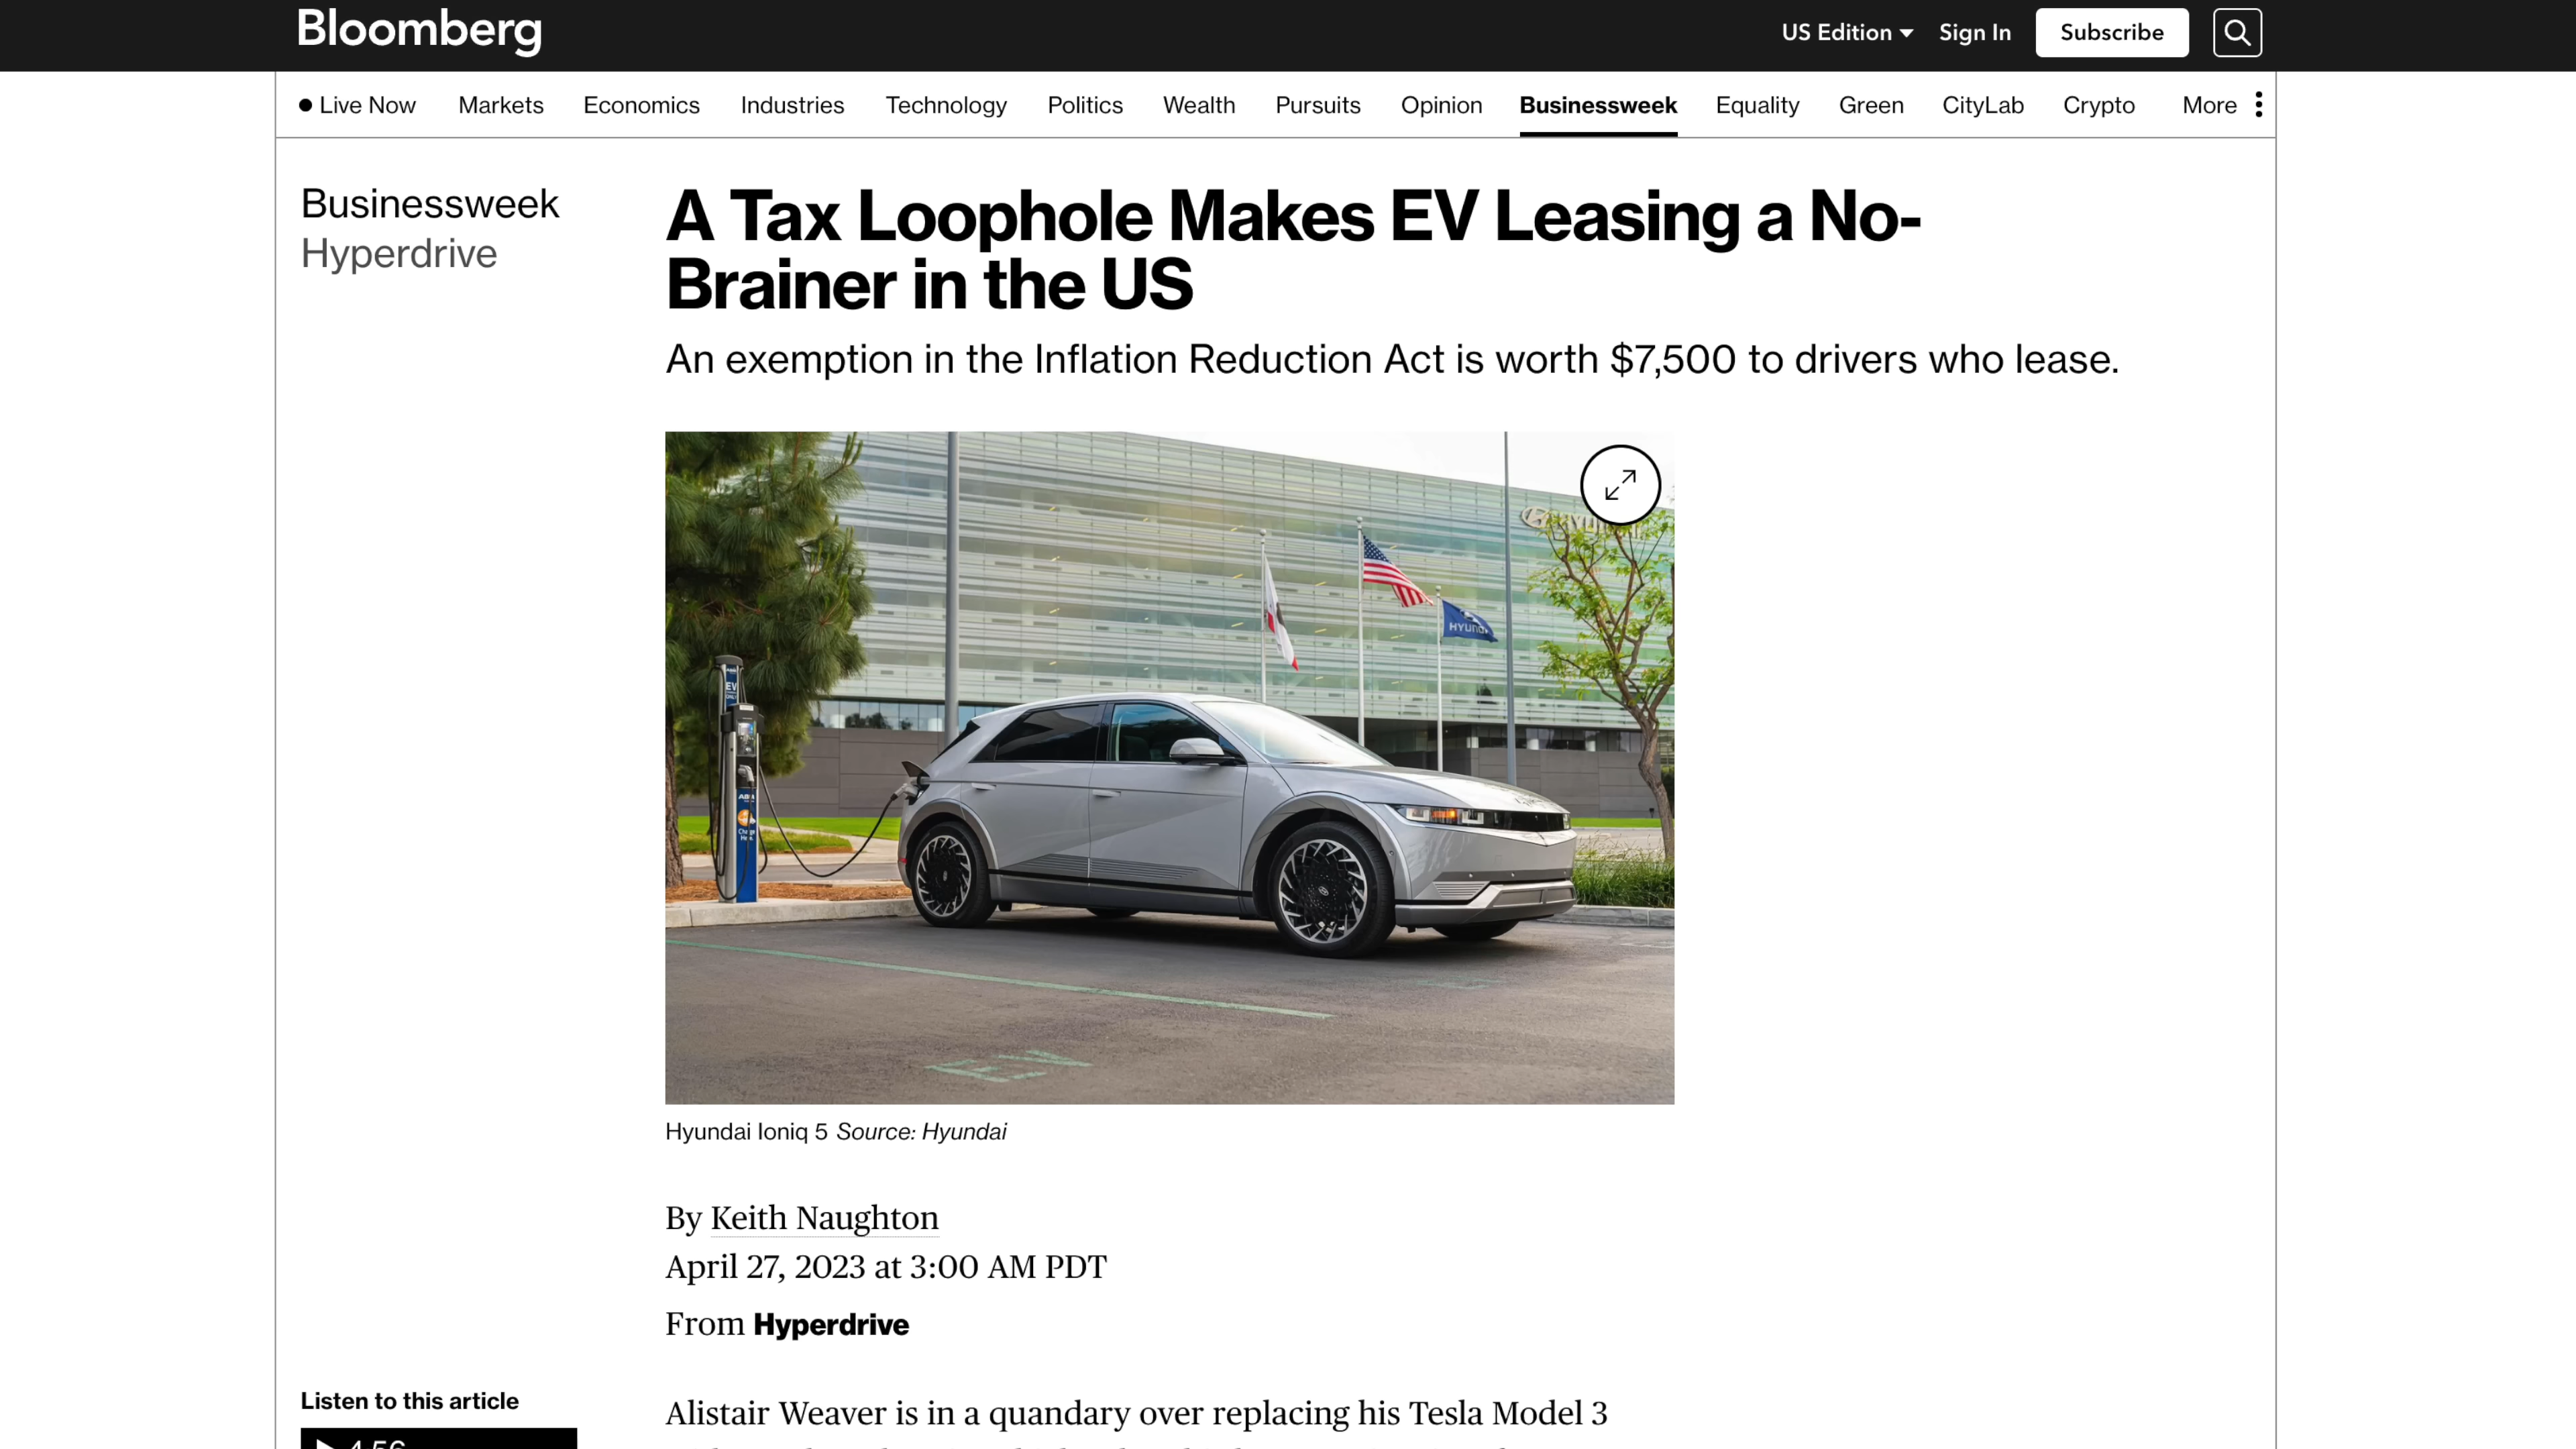 Bloomberg
US Edition
Sign In
Subscribe
Live Now
Markets
Economics
Industries
Technology
Politics
Wealth
Pursuits
Opinion
Businessweek
Equality
Green
CityLab
Crypto
More
Businessweek
Hyperdrive
A Tax Loophole Makes EV Leasing a No-
Brainer in the US
An exemption in the Inflation Reduction Act is worth $7,500 to drivers who lease.
EV
EV
Hyundai Ioniq 5 Source: Hyundai
By Keith Naughton
April 27, 2023 at 3:00 AM PDT
From Hyperdrive
Listen to this article
Alistair Weaver is in a quandary over replacing his Tesla Model 3